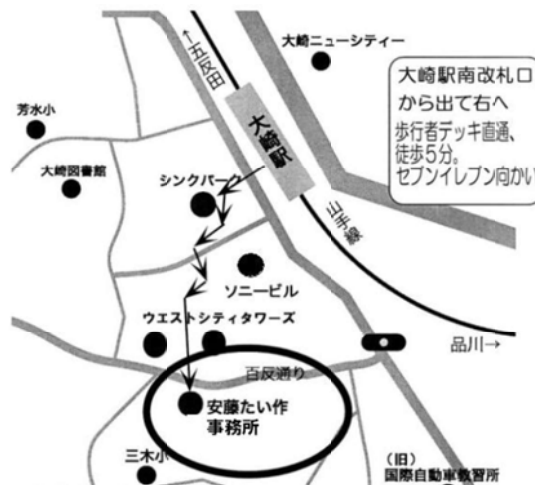 大崎ニューシティー
←五反田
大崎駅南改札口
から出て右へ
歩行者デッキ直通、
徒歩5分。
セブンイレブン向かい
芳水小
大崎図書館
シンクパーク
大崎駅
山手線
ソニービル
ウエストシティタワーズ
品川→
百反通り
安藤たい作
事務所
三木小
(旧)
国際自動車教習所